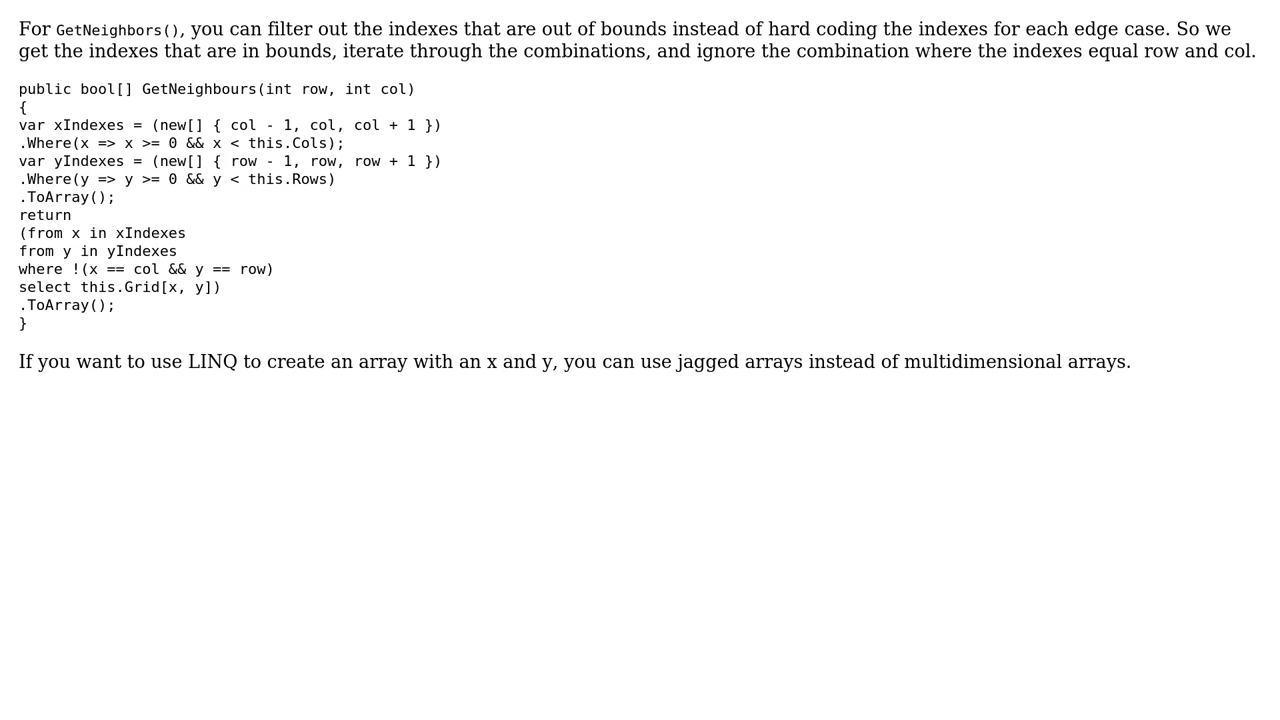 For GetNeighbors(), you can filter out the indexes that are out of bounds instead of hard coding the indexes for each edge case. So we
get the indexes that are in bounds, iterate through the combinations, and ignore the combination where the indexes equal row and col.
public bool[] GetNeighbours(int row, int col)
{
var xIndexes = (new[] { col - 1, col, col + 1 })
.Where(x => x >= 0 && x < this.Cols);
var yIndexes = (new[] { row - 1, row, row + 1 })
.Where(y => y >= 0 && y < this.Rows)
.ToArray();
return
(from x in xIndexes
from y in yIndexes
where !(x == col && y == row)
select this.Grid[x, y])
.ToArray();
}
If you want to use LINQ to create an array with an x and y, you can use jagged arrays instead of multidimensional arrays.